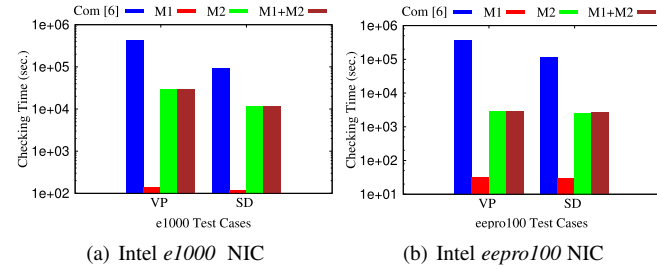 Com [6] M1 M2 M1+M2
1e+06
1e+05
1e+04
1e+03
1e+02
Checking Time (sec.)
VP SD
e1000 Test Cases
(a) Intel e1000 NIC
Com [6] M1 M2 M1+M2
1e+06
1e+05
1e+04
1e+03
1e+02
1e+01
Checking Time (sec.)
VP SD
eepro100 Test Cases
(b) Intel eepro100 NIC